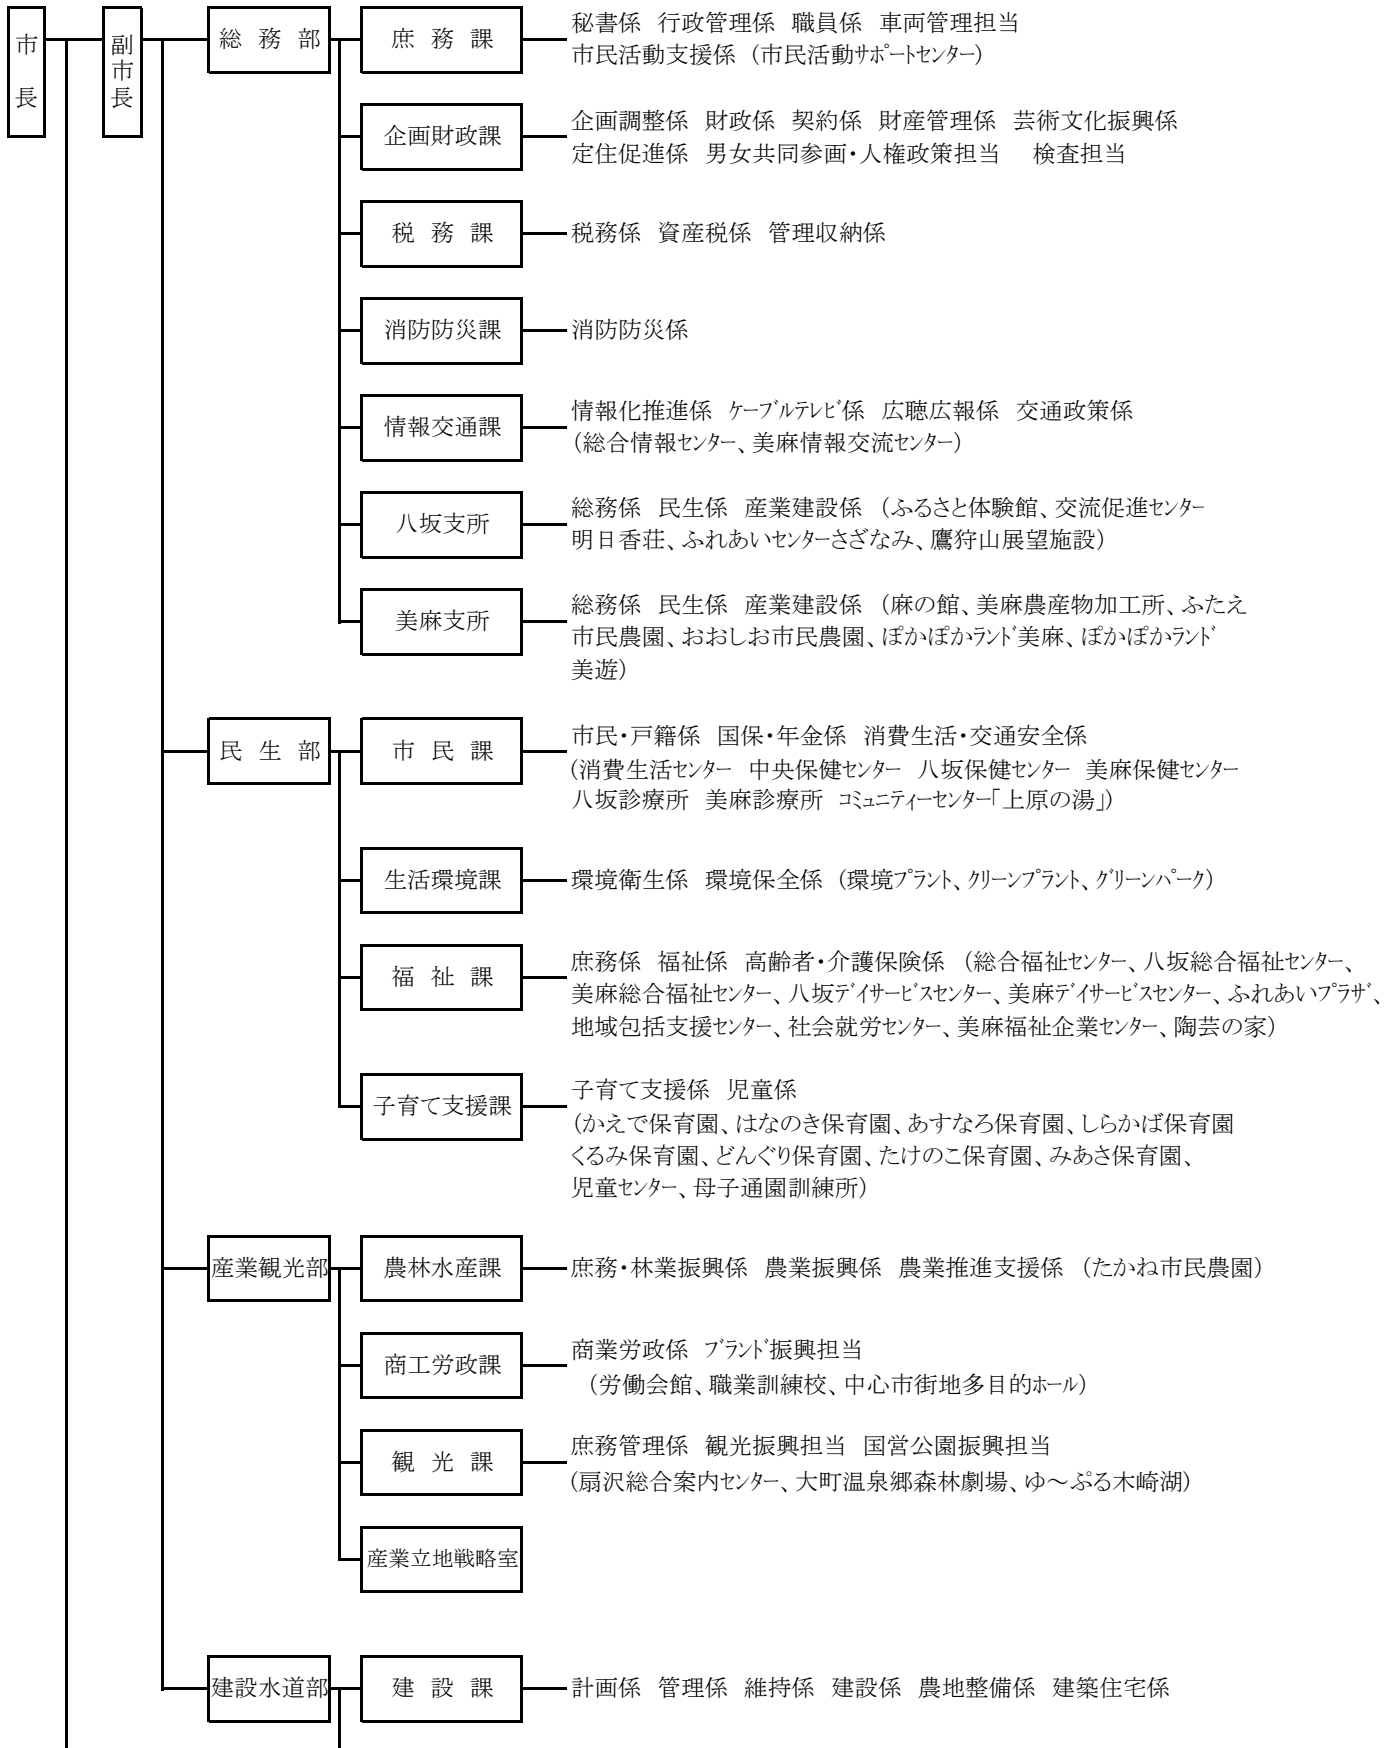 市長
副市長
総務部
庶務課
秘書係 行政管理係 職員係 車両管理担当
市民活動支援係 (市民活動ｻﾎﾟｰﾄｾﾝﾀｰ)
企画財政課
企画調整係 財政係 契約係 財産管理係 芸術文化振興係
定住促進係 男女共同参画・人権政策担当 検査担当
税務課
税務係 資産税係 管理収納係
消防防災課
消防防災係
情報交通課
情報化推進係 ｹｰﾌﾞﾙﾃﾚﾋﾞ係 広聴広報係 交通政策係
(総合情報ｾﾝﾀｰ、美麻情報交流ｾﾝﾀｰ)
八坂支所
総務係 民生係 産業建設係 (ふるさと体験館、交流促進ｾﾝﾀｰ
明日香荘、ふれあいｾﾝﾀｰさざなみ、鷹狩山展望施設)
美麻支所
総務係 民生係 産業建設係 (麻の館、美麻農産物加工所、ふたえ
市民農園、おおしお市民農園、ぽかぽかﾗﾝﾄﾞ美麻、ぽかぽかﾗﾝﾄﾞ
美遊)
民生部
市民課
市民・戸籍係 国保・年金係 消費生活・交通安全係
(消費生活ｾﾝﾀｰ 中央保健ｾﾝﾀｰ 八坂保健ｾﾝﾀｰ 美麻保健ｾﾝﾀｰ
八坂診療所 美麻診療所 ｺﾐｭﾆﾃｨｰｾﾝﾀｰ「上原の湯」)
生活環境課
環境衛生係 環境保全係 (環境ﾌﾟﾗﾝﾄ、ｸﾘｰﾝﾌﾟﾗﾝﾄ、ｸﾞﾘｰﾝﾊﾟｰｸ)
福祉課
庶務係 福祉係 高齢者・介護保険係 (総合福祉ｾﾝﾀｰ、八坂総合福祉ｾﾝﾀｰ、
美麻総合福祉ｾﾝﾀｰ、八坂ﾃﾞｲｻｰﾋﾞｽｾﾝﾀｰ、美麻ﾃﾞｲｻｰﾋﾞｽｾﾝﾀｰ、ふれあいﾌﾟﾗｻﾞ、
地域包括支援ｾﾝﾀｰ、社会就労ｾﾝﾀｰ、美麻福祉企業ｾﾝﾀｰ、陶芸の家)
子育て支援課
子育て支援係 児童係
(かえで保育園、はなのき保育園、あすなろ保育園、しらかば保育園
くるみ保育園、どんぐり保育園、たけのこ保育園、みあさ保育園、
児童ｾﾝﾀｰ、母子通園訓練所)
産業観光部
農林水産課
庶務・林業振興係 農業振興係 農業推進支援係 (たかね市民農園)
商工労政課
商業労政係 ﾌﾞﾗﾝﾄﾞ振興担当
(労働会館、職業訓練校、中心市街地多目的ﾎｰﾙ)
観光課
庶務管理係 観光振興担当 国営公園振興担当
(扇沢総合案内ｾﾝﾀｰ、大町温泉郷森林劇場、ゆ～ぷる木崎湖)
産業立地戦略室
建設水道部
建設課
計画係 管理係 維持係 建設係 農地整備係 建築住宅係